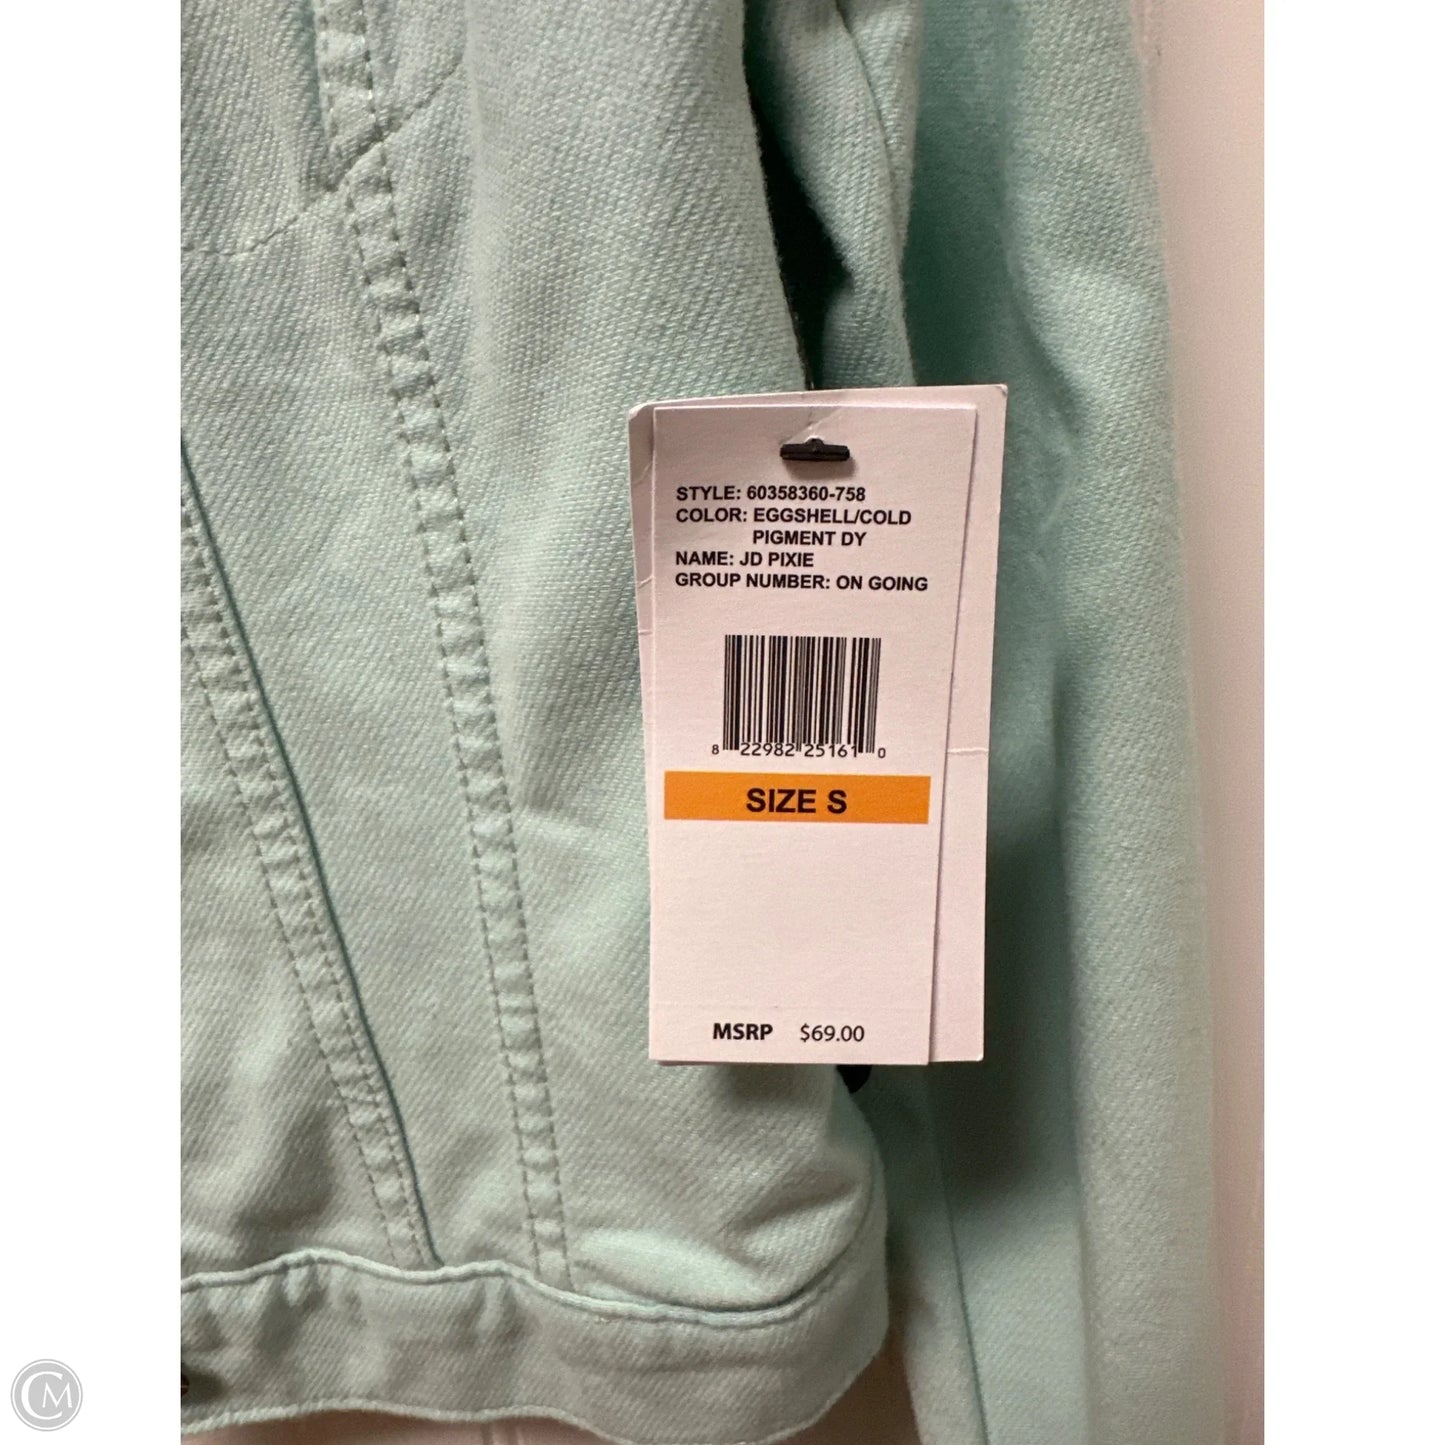 STYLE: 60358360-758
COLOR: EGGSHELL/COLD
PIGMENT DY
NAME: JD PIXIE
GROUP NUMBER: ON GOING
8 22982 25161 0
SIZE S
MSRP $69.00
CM